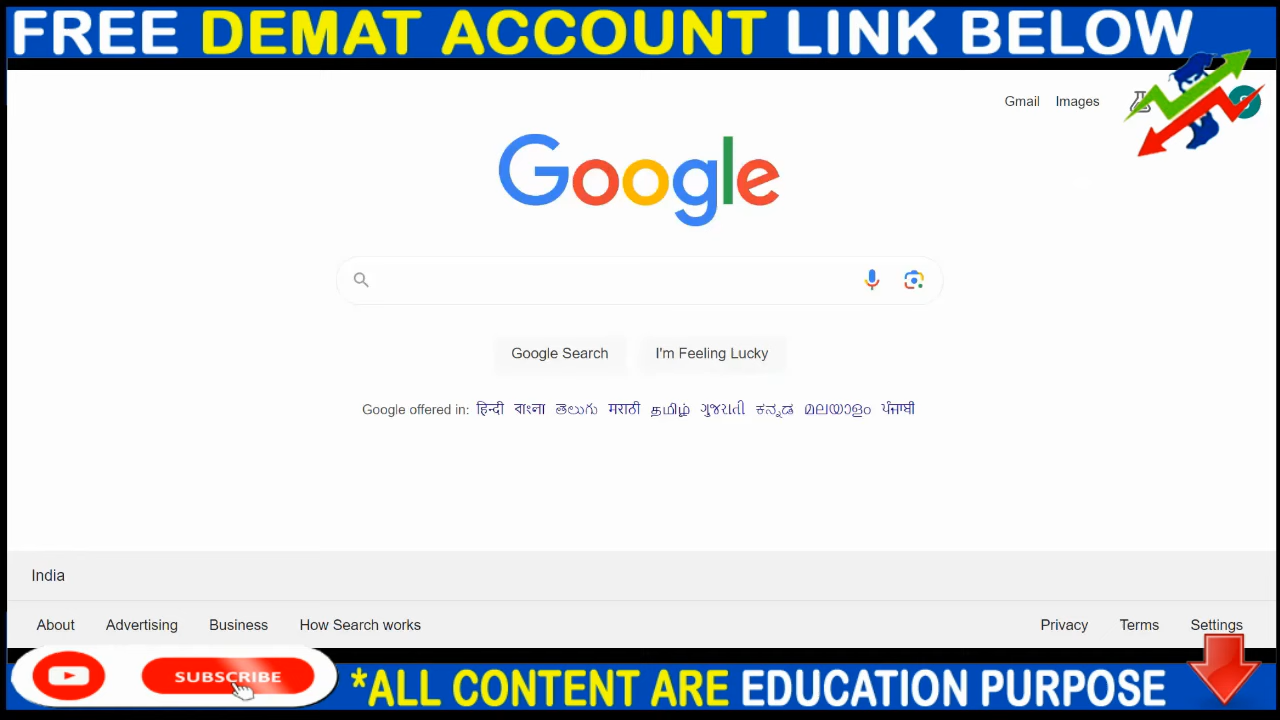 FREE DEMAT ACCOUNT LINK BELOW
Gmail Images
Google
Google Search I'm Feeling Lucky
Google offered in: हिन्दी বাংলা తెలుగు मराठी தமிழ் ગુજરાતી ಕನ್ನಡ മലയാളം ਪੰਜਾਬੀ
India
About Advertising Business How Search works Privacy Terms Settings
SUBSCRIBE
*ALL CONTENT ARE EDUCATION PURPOSE